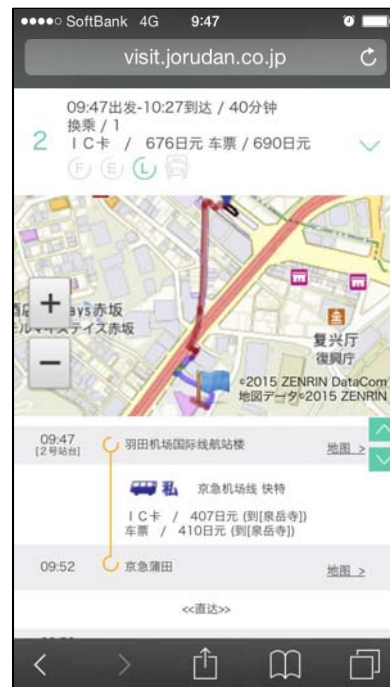 SoftBank 4G 9:47
visit.jorudan.co.jp
2
09:47出发-10:27到达 / 40分钟
换乘 / 1
ＩＣ卡 / 676日元 车票 / 690日元
F E L
+
ays赤坂
テイズ赤坂
−
复兴厅
復興庁
©2015 ZENRIN DataCom
地図データ©2015 ZENRIN
09:47
[2号站台]
羽田机场国际线航站楼
地图 >
私 京急机场线 快特
ＩＣ卡 / 407日元 (到[泉岳寺])
车票 / 410日元 (到[泉岳寺])
09:52
京急蒲田
地图 >
<<直达>>